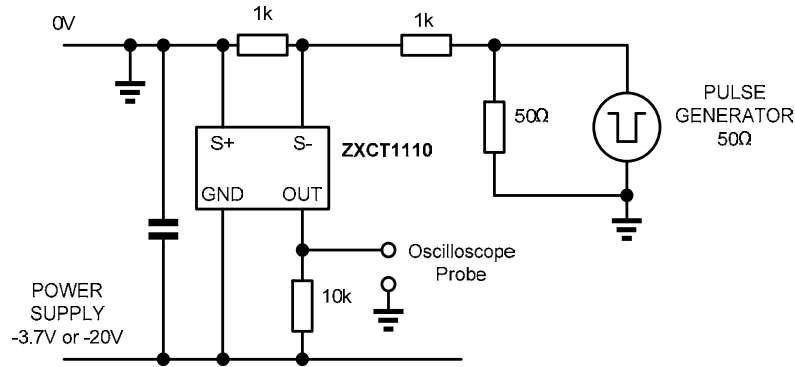 0V
1k
1k
S+
S-
ZXCT1110
GND
OUT
50Ω
PULSE
GENERATOR
50Ω
Oscilloscope
Probe
10k
POWER
SUPPLY
-3.7V or -20V